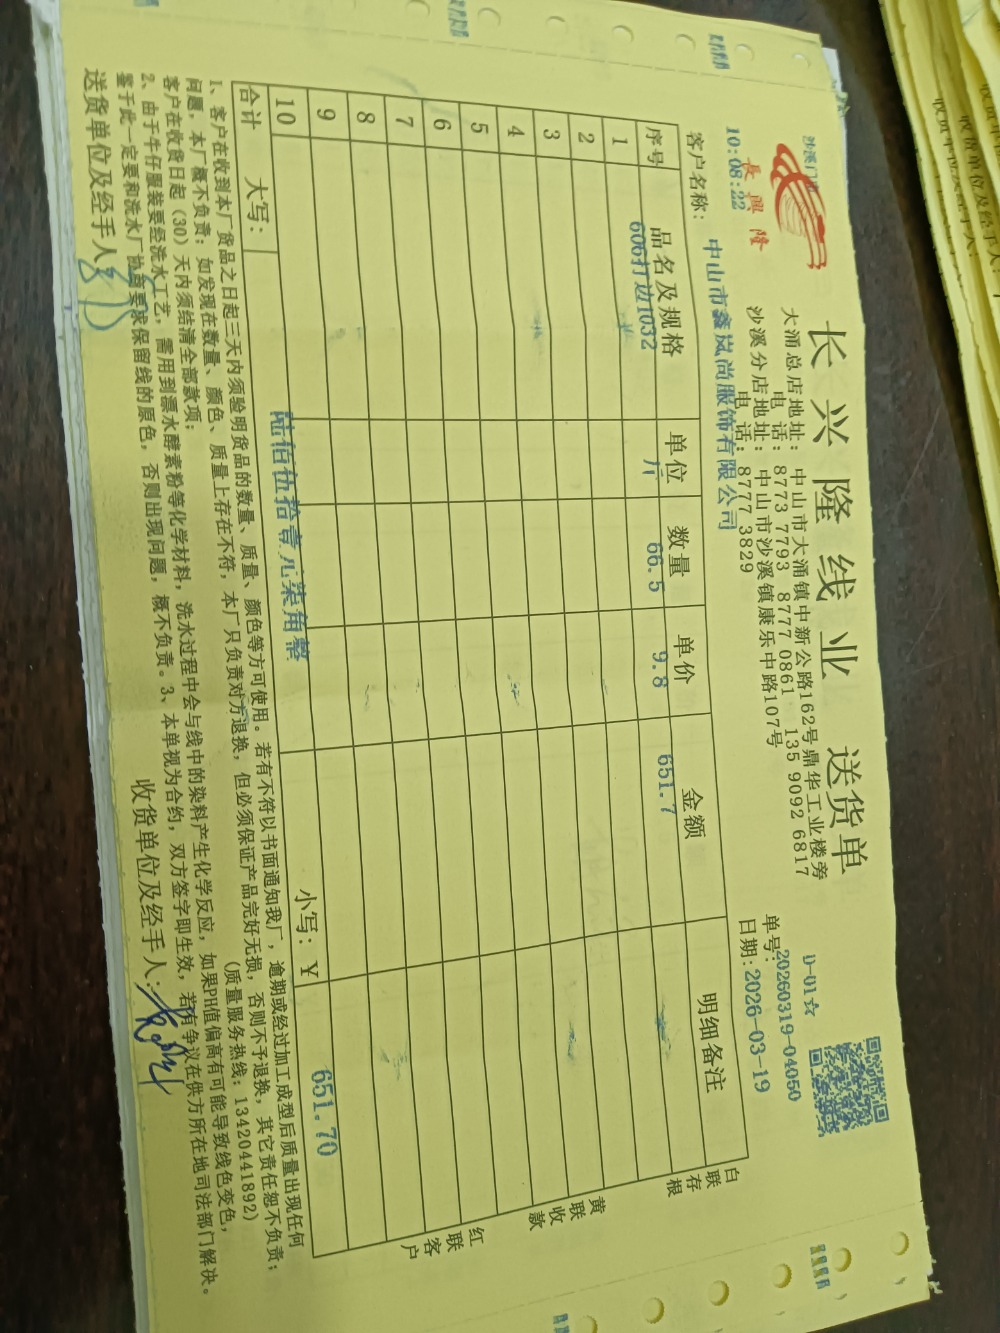 沙溪门
長興隆
10:08:22
长兴隆线业 送货单
大涌总店地址: 中山市大涌镇中新公路162号鼎华工业楼旁
电话: 8773 7793 8777 0861 135 9092 6817
沙溪分店地址: 中山市沙溪镇康乐中路107号
电话: 8777 3829
D-01☆
单号: 20260319-04050
日期: 2026-03-19
客户名称: 中山市鑫岚尚服饰有限公司
序号 品名及规格 单位 数量 单价 金额 明细备注
1 606打边1032 斤 66.5 9.8 651.7
2
3
4
5
6
7
8
9
10
合计 大写: 陆佰伍拾壹元柒角整 小写: ¥ 651.70
白联存根
黄联收款
红联客户
1、客户在收到本厂货品之日起三天内须验明货品的数量、质量、颜色等方可使用。若有不符以书面通知我厂，逾期或经过加工成型后质量出现任何
问题，本厂概不负责；如发现在数量、颜色、质量上存在不符，本厂只负责对方退换，但必须保证产品完好无损，否则不予退换，其它责任恕不负责；
客户在收货日起（30）天内须结清全部款项； （质量服务热线：13420441892）
2、由于牛仔服装要经洗水工艺，需用到漂水酵素粉等化学材料，洗水过程中会与线中的染料产生化学反应，如果PH值偏高有可能导致线色变色，
鉴于此一定要和洗水厂协商要求保留线的原色，否则出现问题，概不负责。3、本单视为合约，双方签字即生效，若有争议在供方所在地司法部门解决。
送货单位及经手人: 收货单位及经手人: